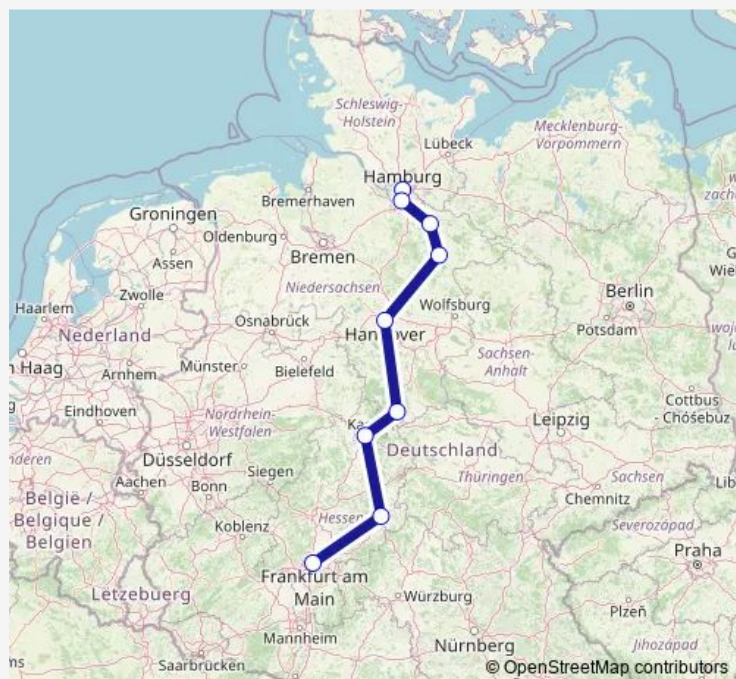 Schleswig-
Holstein
Lübeck
Mecklenburg-
Vorpommern
Hamburg
Bremerhaven
Groningen
Oldenburg
Bremen
Assen
Niedersachsen
Zwolle
Wolfsburg
Berlin
Haarlem
Osnabrück
Hannover
Potsdam
Nederland
n Haag
Arnhem
Münster
Bielefeld
Sachsen-
Anhalt
Cottbus
- Chóśebuz
Eindhoven
Nordrhein-
Westfalen
Ka
Leipzig
Düsseldorf
Deutschland
Aachen
Siegen
Bonn
Thüringen
Sachsen
Chemnitz
België /
Belgique /
Belgien
Koblenz
Hessen
Severozápad
Praha
Lëtzebuerg
Frankfurt am
Main
Würzburg
Plzeň
Mannheim
Nürnberg
Jihozápad
Saarbrücken
© OpenStreetMap contributors